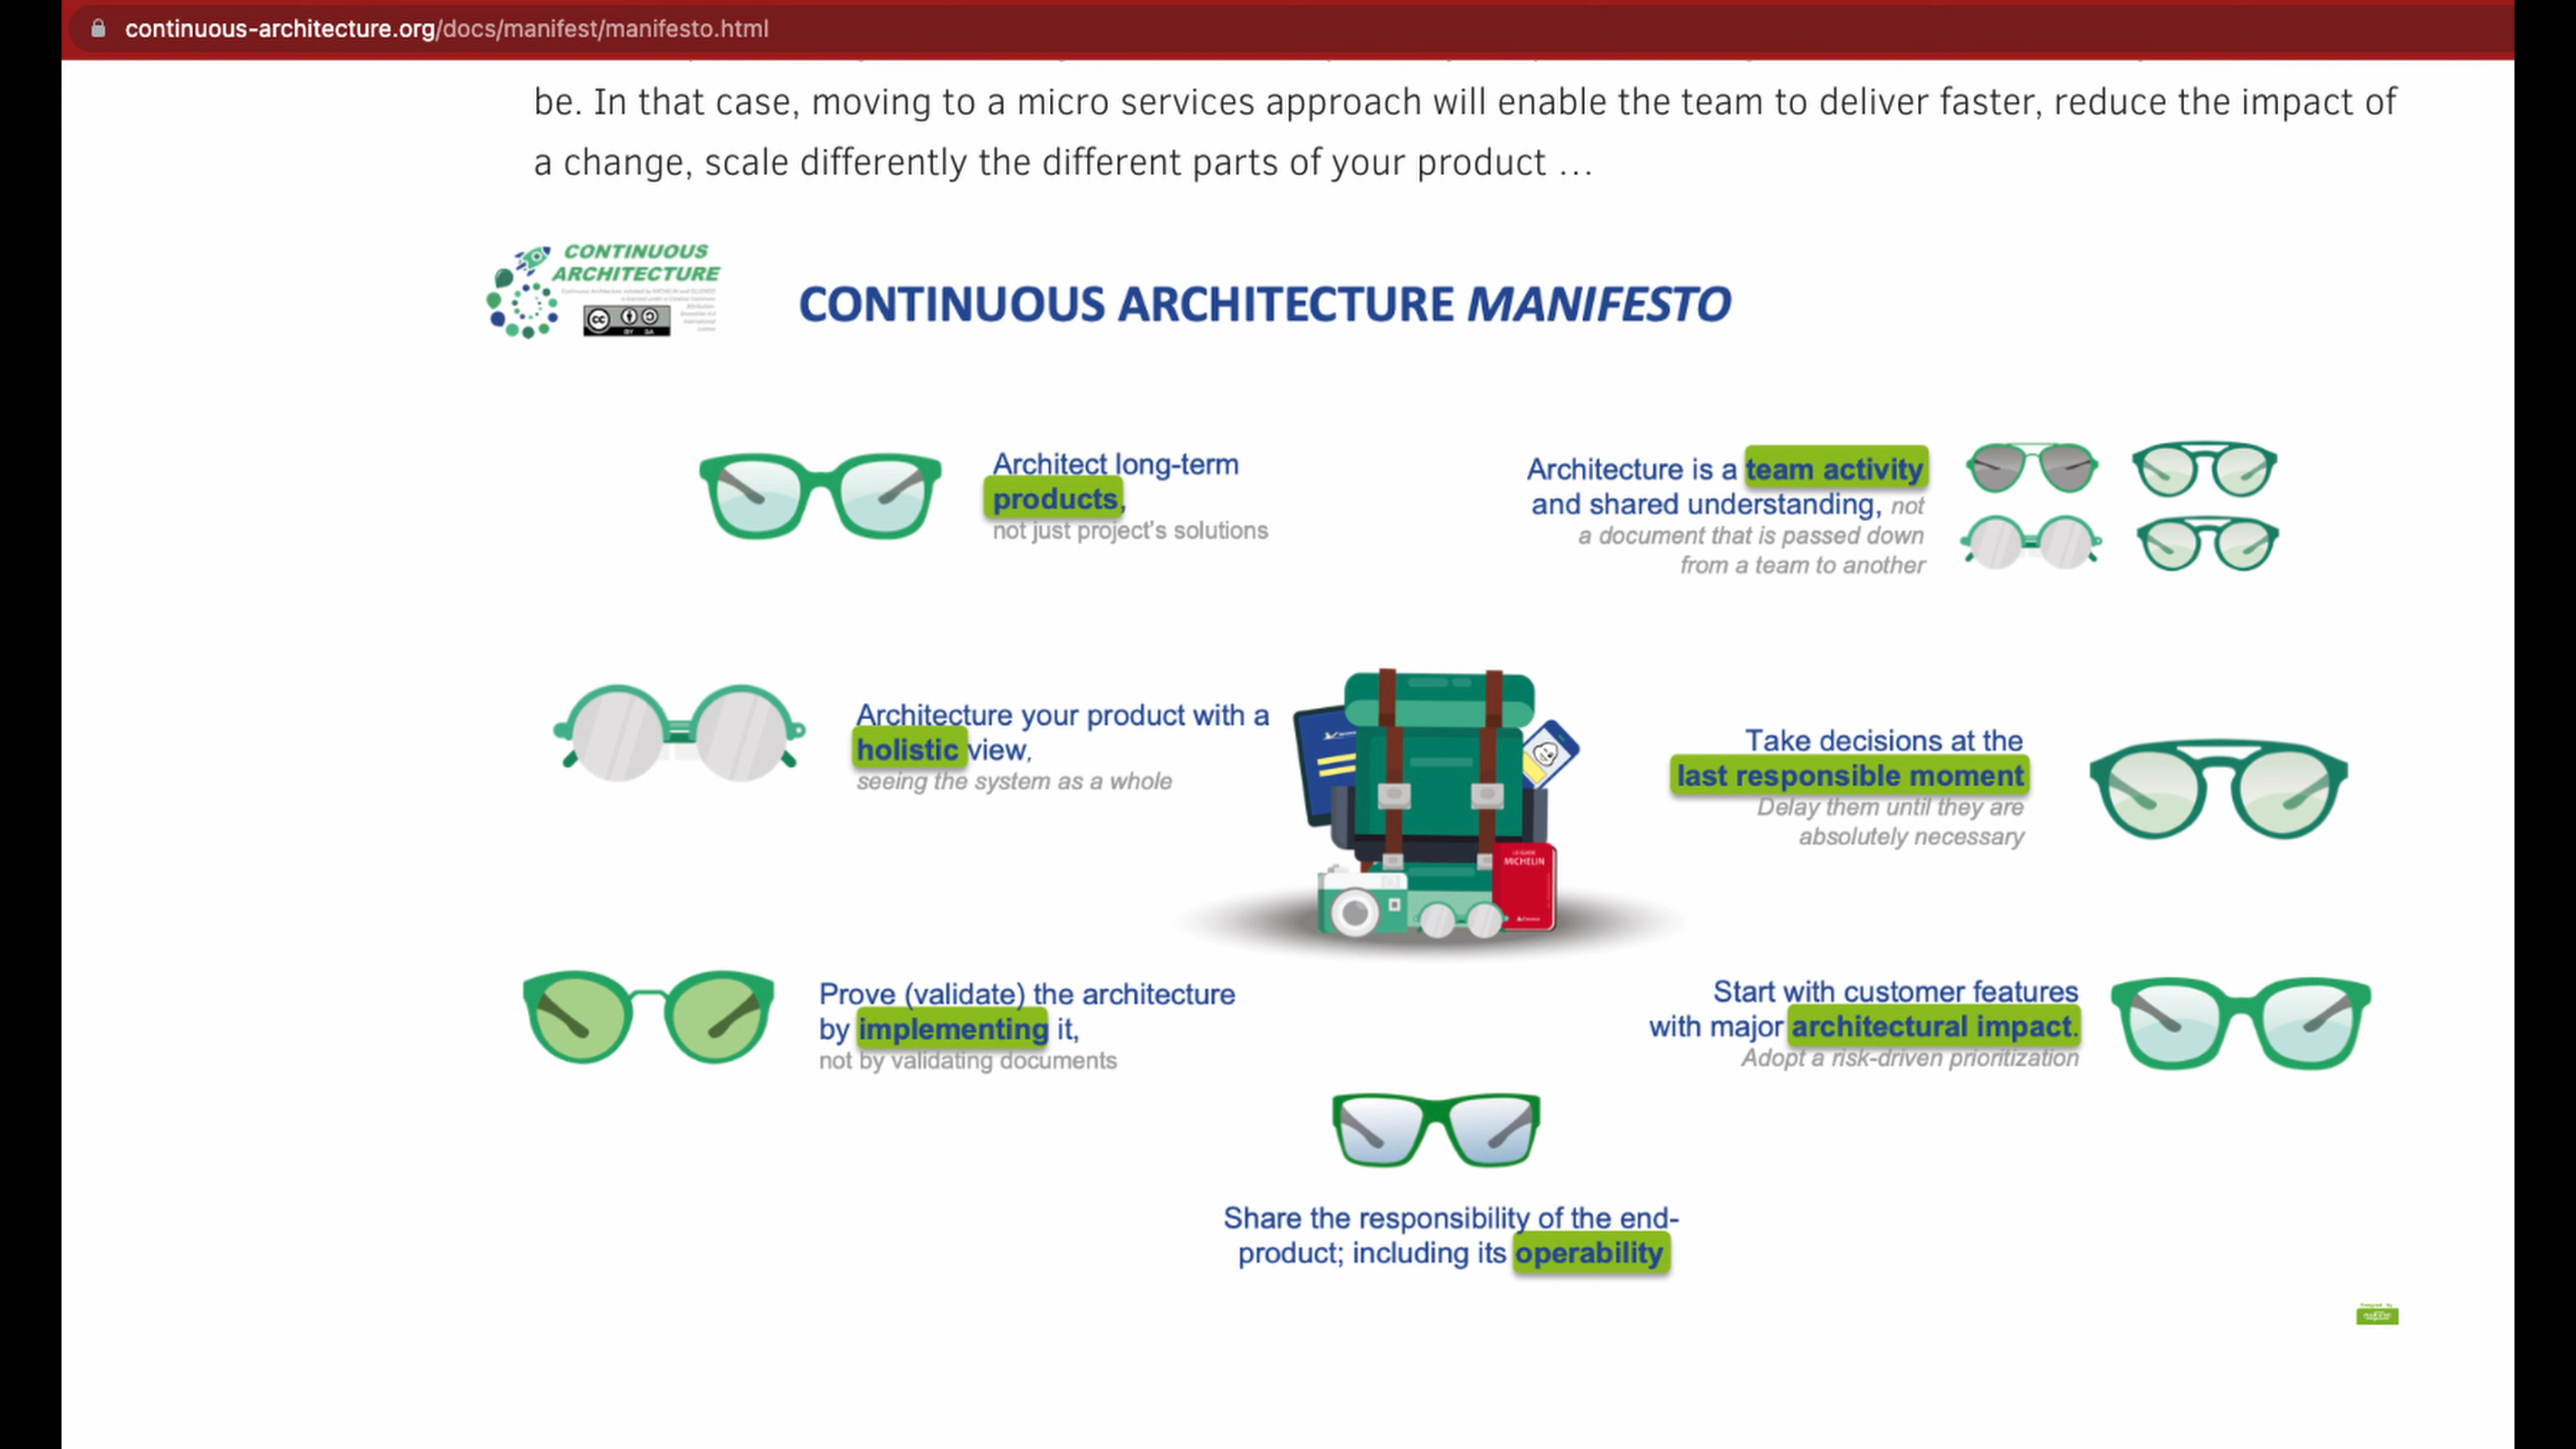 continuous-architecture.org/docs/manifest/manifesto.html
be. In that case, moving to a micro services approach will enable the team to deliver faster, reduce the impact of
a change, scale differently the different parts of your product ...
CONTINUOUS
ARCHITECTURE
CC
BY SA
CONTINUOUS ARCHITECTURE MANIFESTO
Architect long-term
products,
not just project's solutions
Architecture is a team activity
and shared understanding, not
a document that is passed down
from a team to another
Architecture your product with a
holistic view,
seeing the system as a whole
Take decisions at the
last responsible moment
Delay them until they are
absolutely necessary
MICHELIN
Prove (validate) the architecture
by implementing it,
not by validating documents
Start with customer features
with major architectural impact.
Adopt a risk-driven prioritization
Share the responsibility of the end-
product; including its operability